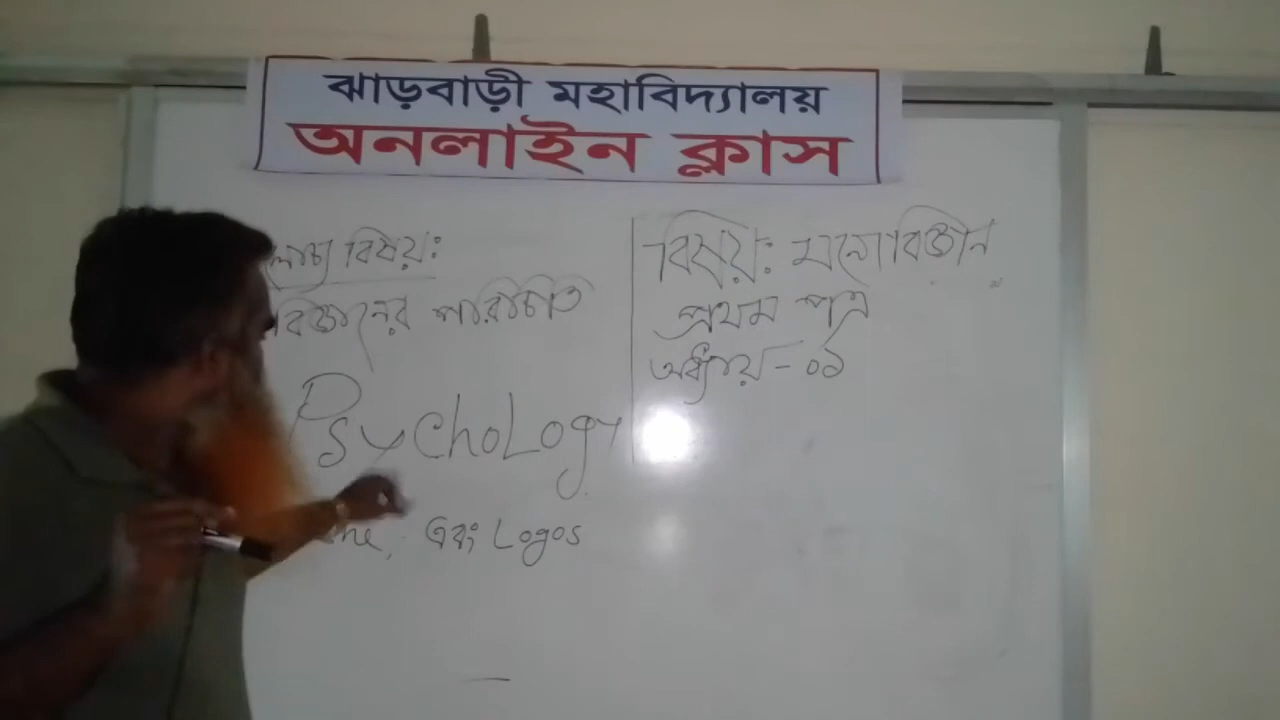 ঝাড়বাড়ী মহাবিদ্যালয়
অনলাইন ক্লাস
বিষয়ঃ
পরিচিতি
Psychology
এবং Logos
বিষয়ঃ মনোবিজ্ঞান
প্রথম পত্র
অধ্যায় - ০১